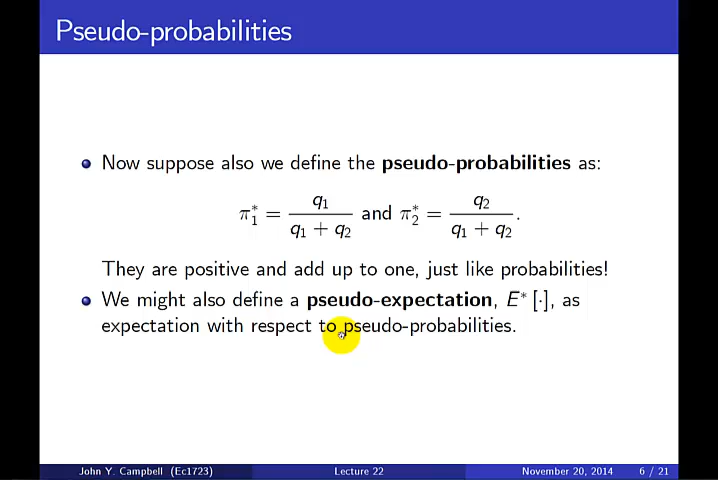 Pseudo-probabilities
Now suppose also we define the pseudo-probabilities as:
π₁* = q₁ / (q₁ + q₂) and π₂* = q₂ / (q₁ + q₂).
They are positive and add up to one, just like probabilities!
We might also define a pseudo-expectation, E* [·], as
expectation with respect to pseudo-probabilities.
John Y. Campbell (Ec1723) Lecture 22 November 20, 2014 6 / 21